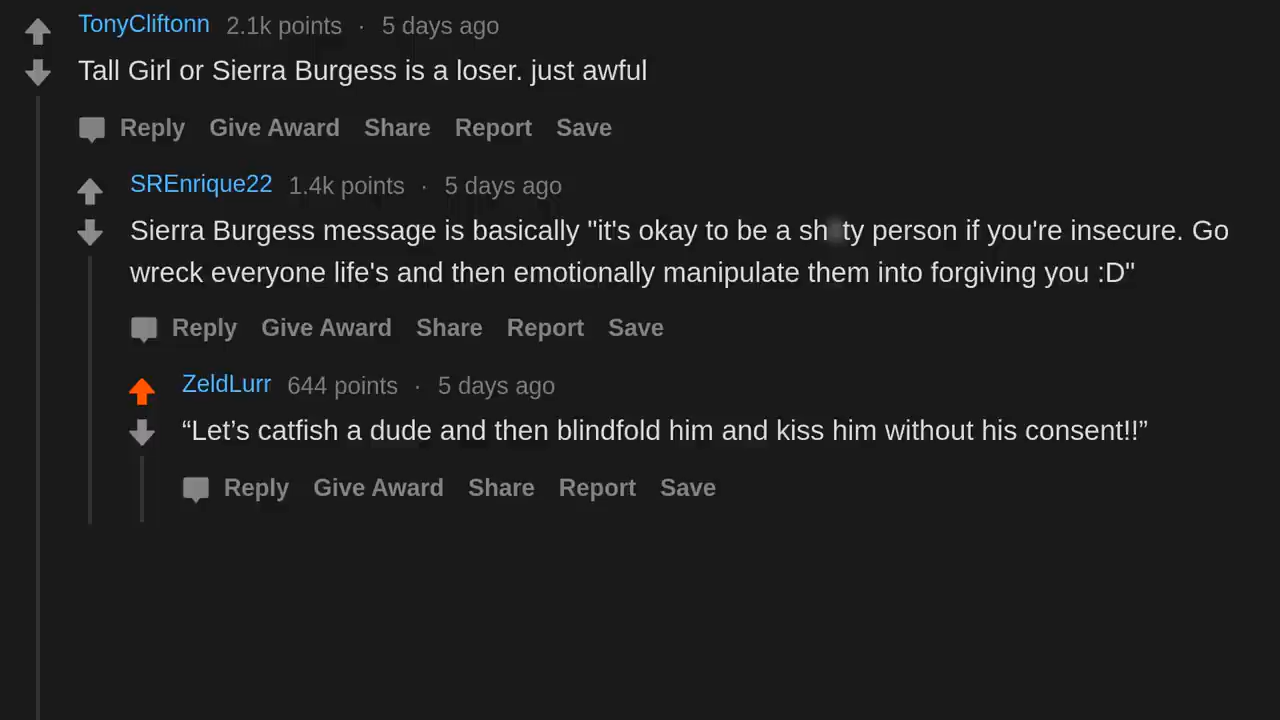 TonyCliftonn 2.1k points · 5 days ago
Tall Girl or Sierra Burgess is a loser. just awful
Reply Give Award Share Report Save
SREnrique22 1.4k points · 5 days ago
Sierra Burgess message is basically "it's okay to be a sh ty person if you're insecure. Go
wreck everyone life's and then emotionally manipulate them into forgiving you :D"
Reply Give Award Share Report Save
ZeldLurr 644 points · 5 days ago
“Let’s catfish a dude and then blindfold him and kiss him without his consent!!”
Reply Give Award Share Report Save